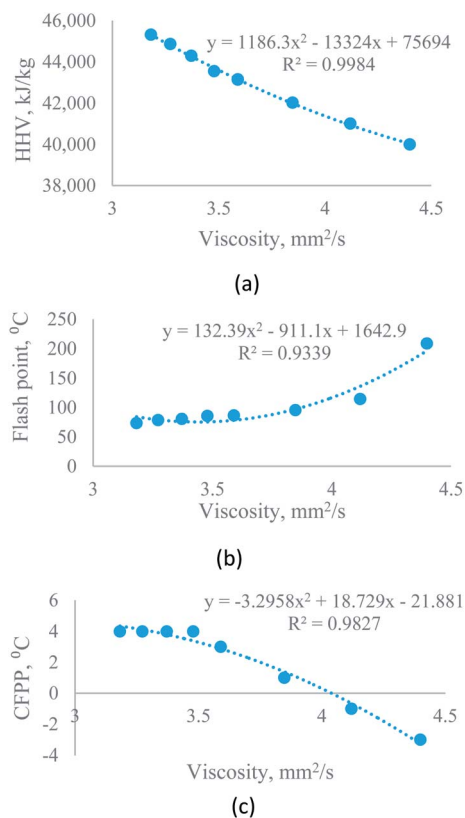 46,000
44,000
42,000
40,000
38,000
HHV, kJ/kg
y = 1186.3x² - 13324x + 75694
R² = 0.9984
3 3.5 4 4.5
Viscosity, mm²/s
(a)
250
200
150
100
50
0
Flash point, ⁰C
y = 132.39x² - 911.1x + 1642.9
R² = 0.9339
3 3.5 4 4.5
Viscosity, mm²/s
(b)
6
4
2
0
-2
-4
CFPP, ⁰C
y = -3.2958x² + 18.729x - 21.881
R² = 0.9827
3 3.5 4 4.5
Viscosity, mm²/s
(c)